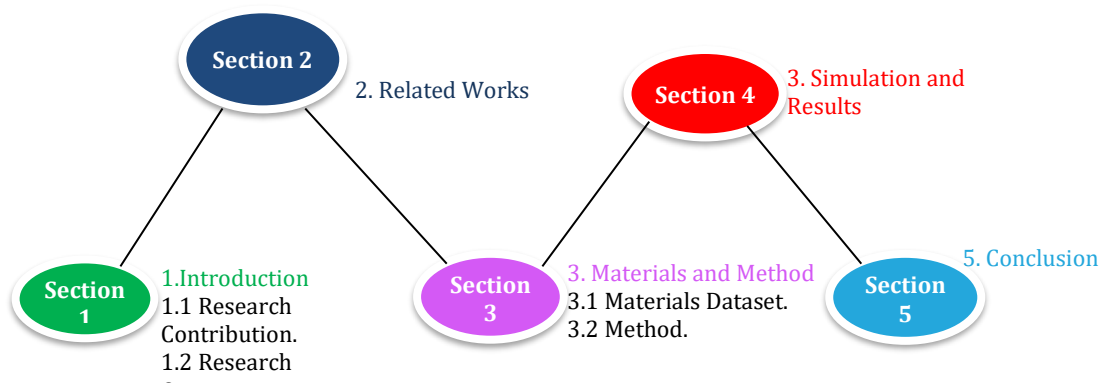 Section 2
2. Related Works
Section 4
3. Simulation and
Results
Section
1
1.Introduction
1.1 Research
Contribution.
1.2 Research
Section
3
3. Materials and Method
3.1 Materials Dataset.
3.2 Method.
Section
5
5. Conclusion